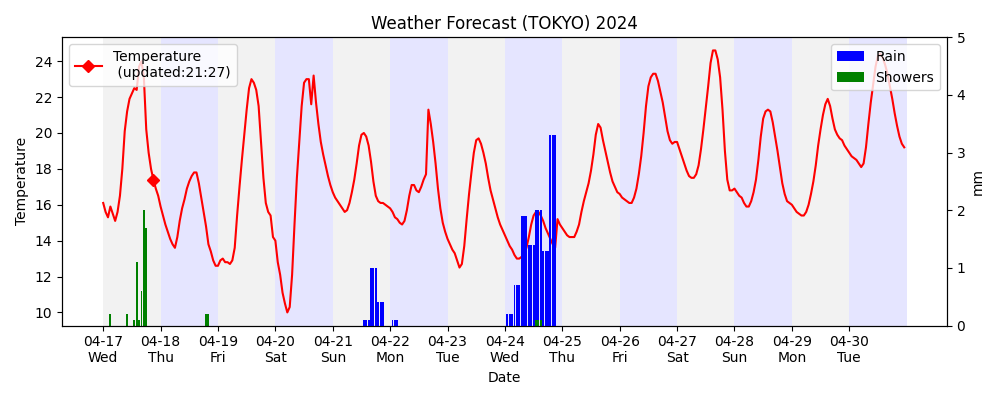 Weather Forecast (TOKYO) 2024
Temperature
(updated:21:27)
Rain
Showers
Temperature
24
22
20
18
16
14
12
10
5
4
3
2
1
0
mm
04-17 04-18 04-19 04-20 04-21 04-22 04-23 04-24 04-25 04-26 04-27 04-28 04-29 04-30
Wed Thu Fri Sat Sun Mon Tue Wed Thu Fri Sat Sun Mon Tue
Date